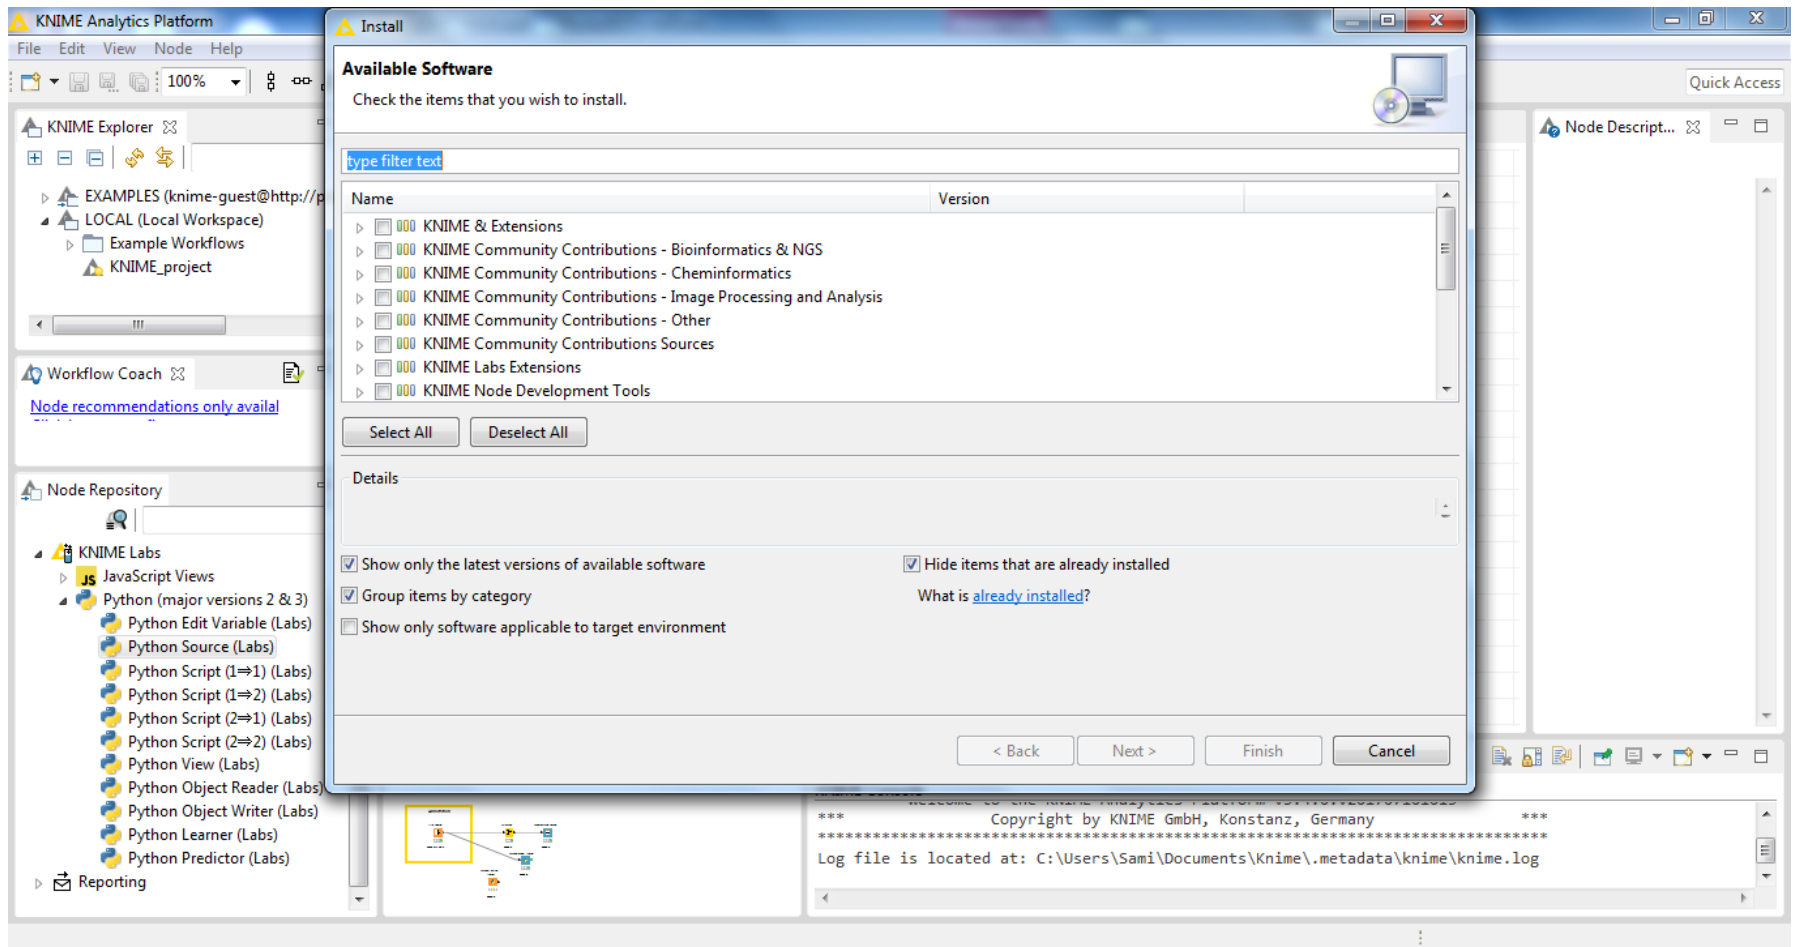 KNIME Analytics Platform
File Edit View Node Help
100%
Quick Access
KNIME Explorer
EXAMPLES (knime-guest@http://p
LOCAL (Local Workspace)
Example Workflows
KNIME_project
Workflow Coach
Node recommendations only availal
Node Repository
KNIME Labs
JS JavaScript Views
Python (major versions 2 & 3)
Python Edit Variable (Labs)
Python Source (Labs)
Python Script (1⇒1) (Labs)
Python Script (1⇒2) (Labs)
Python Script (2⇒1) (Labs)
Python Script (2⇒2) (Labs)
Python View (Labs)
Python Object Reader (Labs)
Python Object Writer (Labs)
Python Learner (Labs)
Python Predictor (Labs)
Reporting
Install
Available Software
Check the items that you wish to install.
type filter text
Name Version
KNIME & Extensions
KNIME Community Contributions - Bioinformatics & NGS
KNIME Community Contributions - Cheminformatics
KNIME Community Contributions - Image Processing and Analysis
KNIME Community Contributions - Other
KNIME Community Contributions Sources
KNIME Labs Extensions
KNIME Node Development Tools
Select All Deselect All
Details
Show only the latest versions of available software Hide items that are already installed
Group items by category What is already installed?
Show only software applicable to target environment
< Back Next > Finish Cancel
Node Descript...
*** Copyright by KNIME GmbH, Konstanz, Germany ***
Log file is located at: C:\Users\Sami\Documents\Knime\.metadata\knime\knime.log